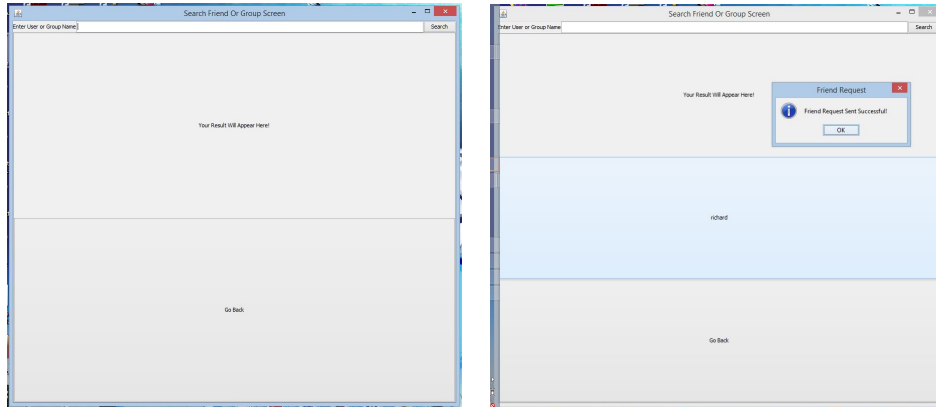 Search Friend Or Group Screen
Enter User or Group Name
Search
Your Result Will Appear Here!
Go Back
Search Friend Or Group Screen
Enter User or Group Name
Search
Your Result Will Appear Here!
Friend Request
Friend Request Sent Successful!
OK
richard
Go Back